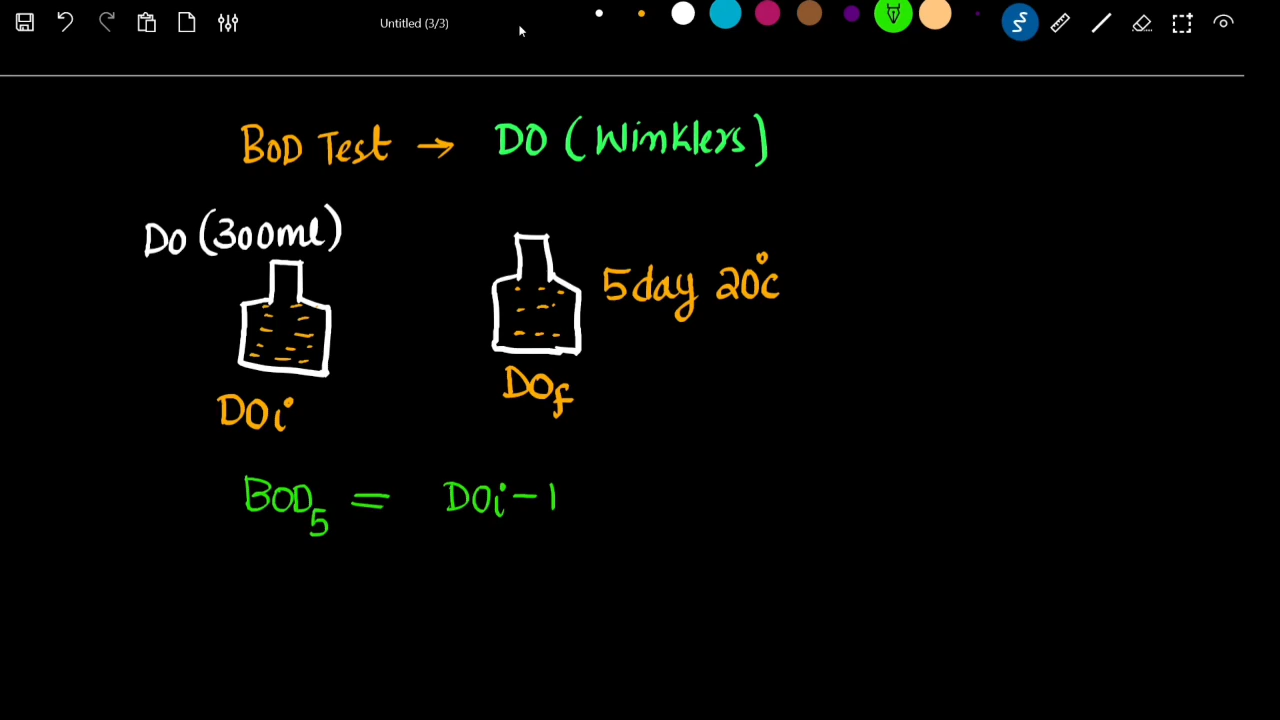 Untitled (3/3)
BOD Test → DO (Winklers)
DO (300ml)
5day 20°c
DOi
DOf
BOD5 = DOi - 1